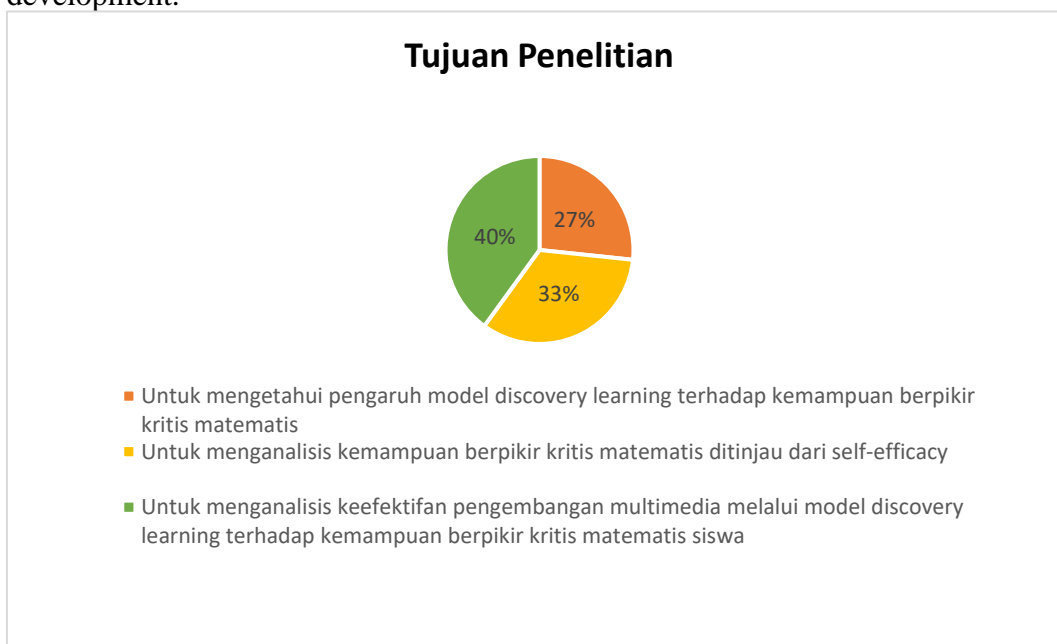 development.
Tujuan Penelitian
27%
40%
33%
Untuk mengetahui pengaruh model discovery learning terhadap kemampuan berpikir
kritis matematis
Untuk menganalisis kemampuan berpikir kritis matematis ditinjau dari self-efficacy
Untuk menganalisis keefektifan pengembangan multimedia melalui model discovery
learning terhadap kemampuan berpikir kritis matematis siswa